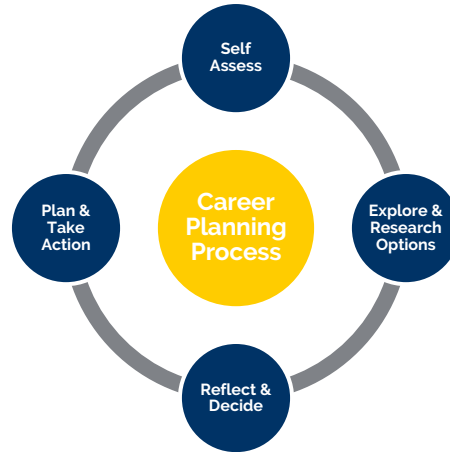 Self
Assess
Career
Planning
Process
Plan &
Take
Action
Explore &
Research
Options
Reflect &
Decide